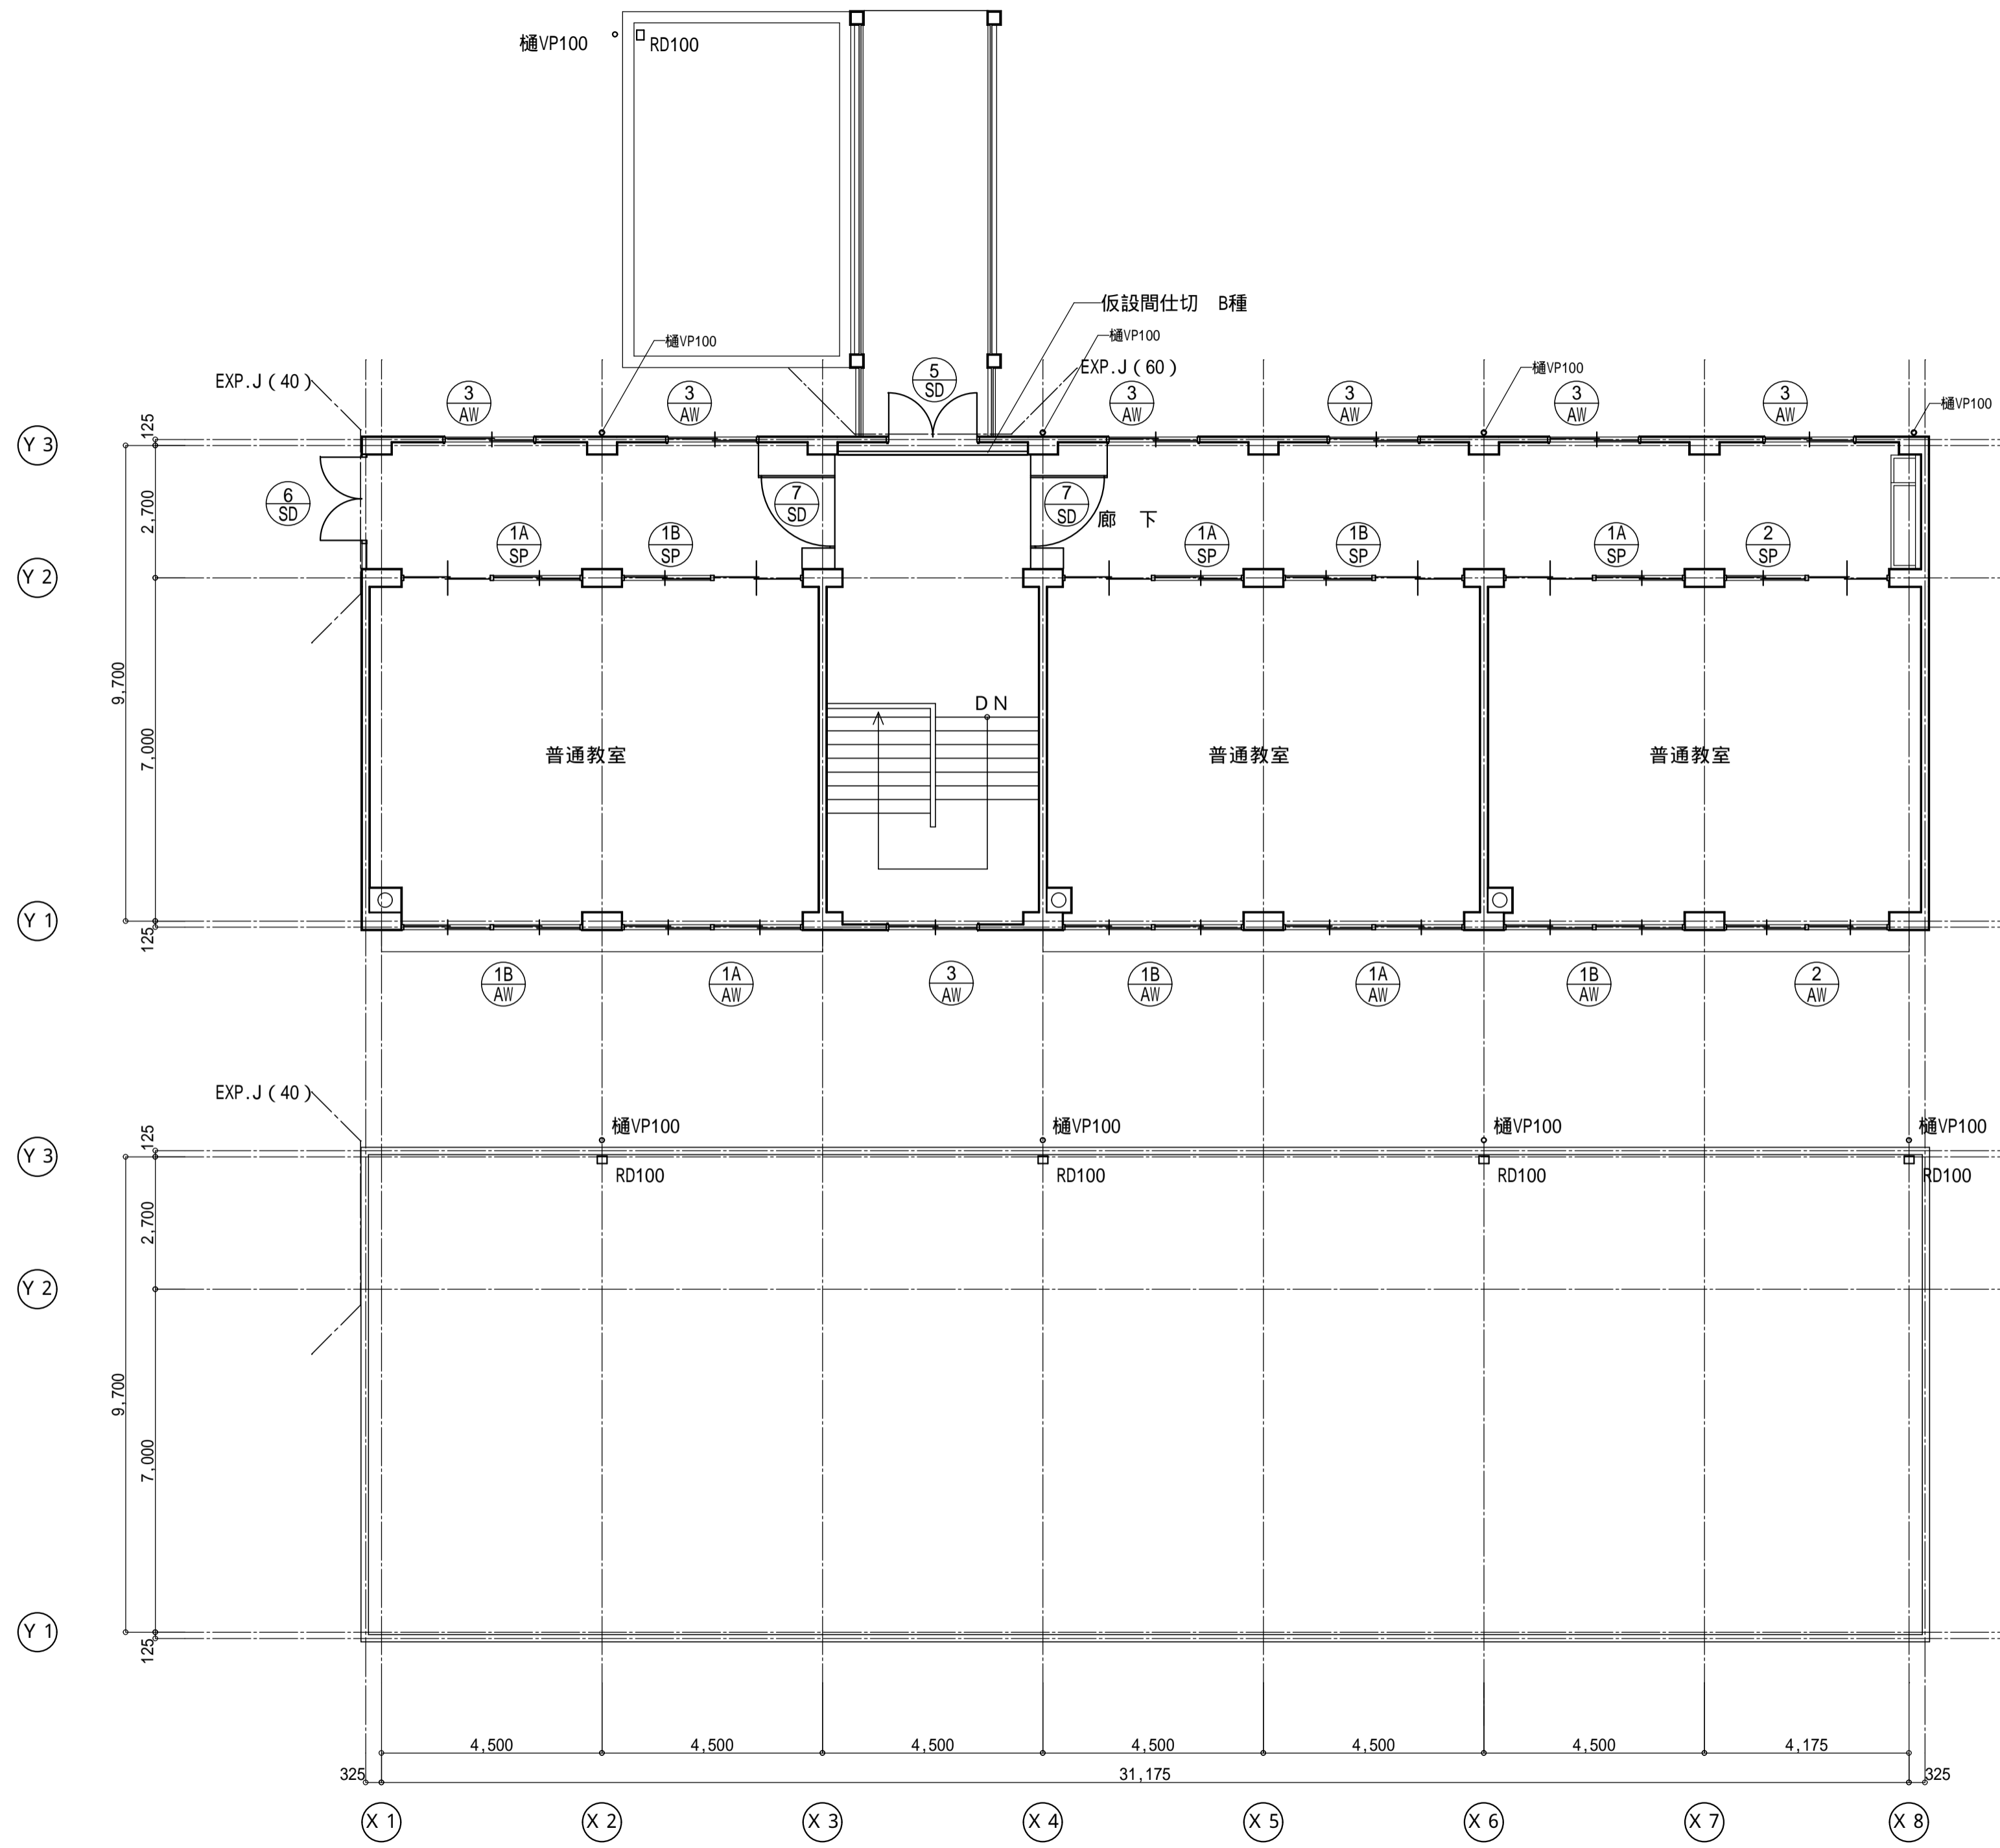 樋VP100
RD100
仮設間仕切　B種
樋VP100
樋VP100
EXP.J(60)
樋VP100
樋VP100
EXP.J(40)
3
AW
3
AW
5
SD
3
AW
3
AW
3
AW
3
AW
Y3
125
6
SD
2,700
7
SD
7
SD
廊　下
1A
SP
1B
SP
1A
SP
1B
SP
1A
SP
2
SP
Y2
9,700
7,000
DN
普通教室
普通教室
普通教室
Y1
125
1B
AW
1A
AW
3
AW
1B
AW
1A
AW
1B
AW
2
AW
EXP.J(40)
樋VP100
樋VP100
樋VP100
樋VP100
Y3
125
RD100
RD100
RD100
RD100
2,700
Y2
9,700
7,000
Y1
125
4,500
4,500
4,500
4,500
4,500
4,500
4,175
325
31,175
325
X1
X2
X3
X4
X5
X6
X7
X8